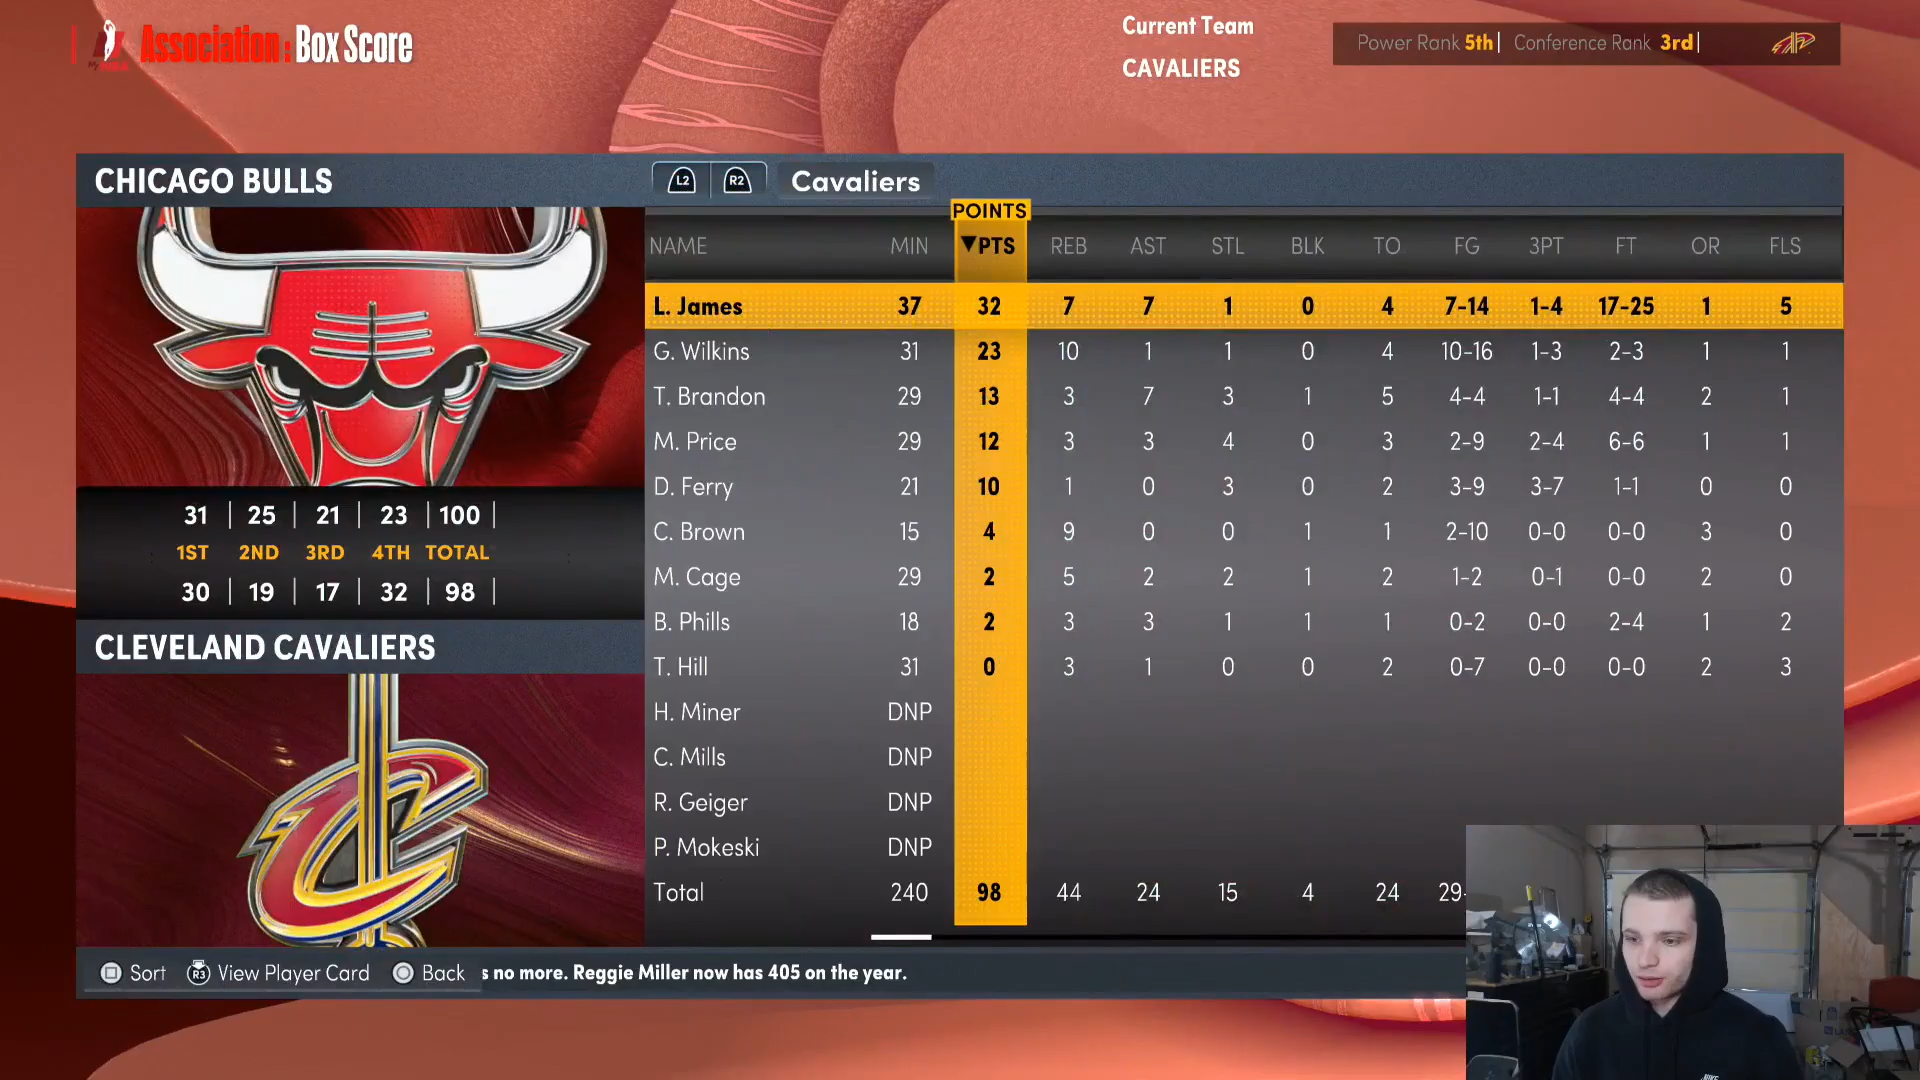 Association : Box Score
Current Team
CAVALIERS
Power Rank 5th| Conference Rank 3rd|
CHICAGO BULLS
31 | 25 | 21 | 23 | 100 |
1ST 2ND 3RD 4TH TOTAL
30 | 19 | 17 | 32 | 98 |
CLEVELAND CAVALIERS
L2 R2 Cavaliers
POINTS
NAME MIN ▼PTS REB AST STL BLK TO FG 3PT FT OR FLS
L. James 37 32 7 7 1 0 4 7-14 1-4 17-25 1 5
G. Wilkins 31 23 10 1 1 0 4 10-16 1-3 2-3 1 1
T. Brandon 29 13 3 7 3 1 5 4-4 1-1 4-4 2 1
M. Price 29 12 3 3 4 0 3 2-9 2-4 6-6 1 1
D. Ferry 21 10 1 0 3 0 2 3-9 3-7 1-1 0 0
C. Brown 15 4 9 0 0 1 1 2-10 0-0 0-0 3 0
M. Cage 29 2 5 2 2 1 2 1-2 0-1 0-0 2 0
B. Phills 18 2 3 3 1 1 1 0-2 0-0 2-4 1 2
T. Hill 31 0 3 1 0 0 2 0-7 0-0 0-0 2 3
H. Miner DNP
C. Mills DNP
R. Geiger DNP
P. Mokeski DNP
Total 240 98 44 24 15 4 24 29-
Sort R3 View Player Card Back s no more. Reggie Miller now has 405 on the year.
NIKE